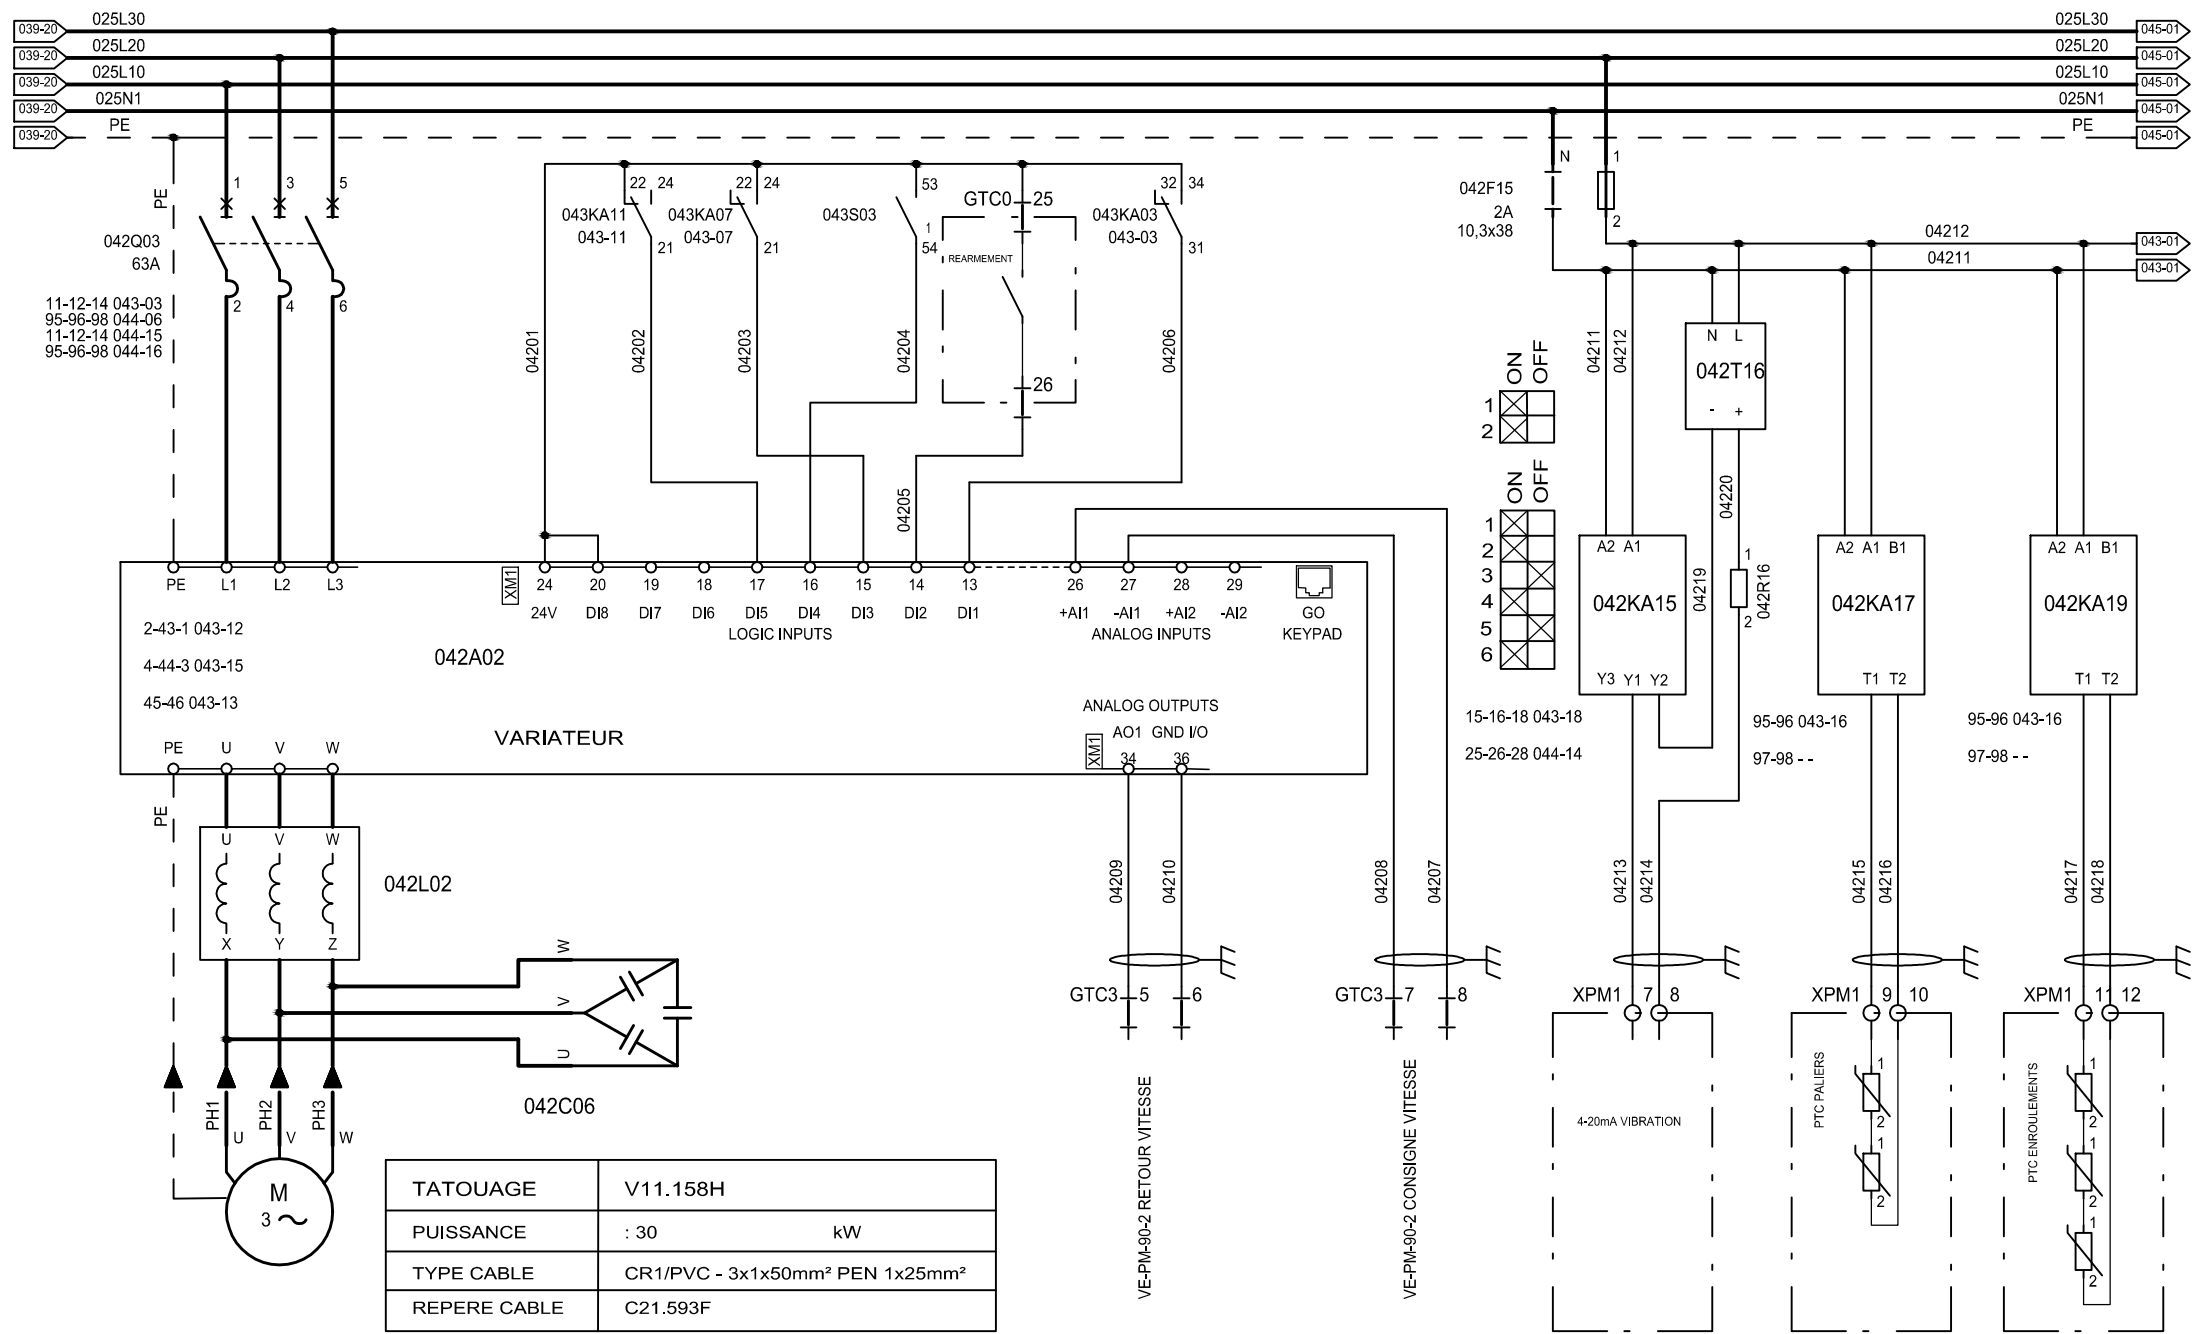 025L30 025L30
039-20 045-01
025L20 025L20
039-20 045-01
025L10 025L10
039-20 045-01
025N1 025N1
039-20 045-01
PE PE
039-20 045-01
PE
1 3 5
042Q03
63A
2 4 6
11-12-14 043-03
95-96-98 044-06
11-12-14 044-15
95-96-98 044-16
22 24
043KA11
043-11
21
22 24
043KA07
043-07
21
53
043S03
1
54
GTC0 25
REARMEMENT
26
32 34
043KA03
043-03
31
04201
04202
04203
04204
04205
04206
N 1
042F15
2A
10,3x38
2
04212 043-01
04211 043-01
04211
04212
N L
042T16
- +
ON OFF
1
2
ON OFF
1
2
3
4
5
6
04219
04220
1
042R16
2
A2 A1
042KA15
Y3 Y1 Y2
15-16-18 043-18
25-26-28 044-14
A2 A1 B1
042KA17
T1 T2
95-96 043-16
97-98 - -
A2 A1 B1
042KA19
T1 T2
95-96 043-16
97-98 - -
PE L1 L2 L3
XM1
24 20 19 18 17 16 15 14 13 26 27 28 29
24V DI8 DI7 DI6 DI5 DI4 DI3 DI2 DI1 +AI1 -AI1 +AI2 -AI2 GO
LOGIC INPUTS ANALOG INPUTS KEYPAD
2-43-1 043-12
4-44-3 043-15
45-46 043-13
042A02
VARIATEUR
ANALOG OUTPUTS
AO1 GND I/O
XM1
34 36
PE U V W
PE
U V W
042L02
X Y Z
W
V
U
042C06
PH1 PH2 PH3
U V W
M
3
04209
04210
04208
04207
04213
04214
04215
04216
04217
04218
GTC3 5 6
GTC3 7 8
XPM1 7 8
XPM1 9 10
XPM1 11 12
VE-PM-90-2 RETOUR VITESSE
VE-PM-90-2 CONSIGNE VITESSE
4-20mA VIBRATION
PTC PALIERS
1
2
1
2
PTC ENROULEMENTS
1
2
1
2
1
2
TATOUAGE V11.158H
PUISSANCE : 30 kW
TYPE CABLE CR1/PVC - 3x1x50mm² PEN 1x25mm²
REPERE CABLE C21.593F